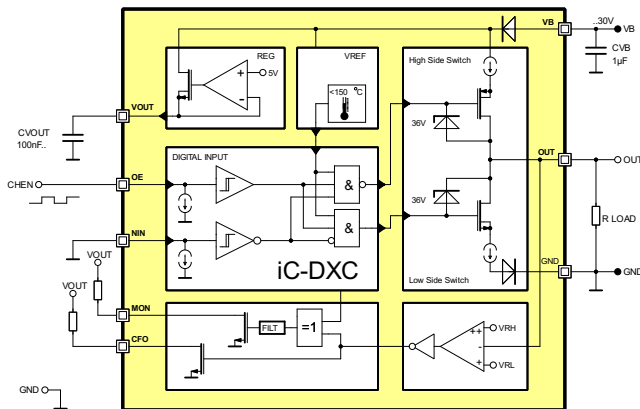 VB
..30V
VB
CVB
1µF
REG
5V
+
-
VREF
<150 °C
High Side Switch
36V
VOUT
CVOUT
100nF..
DIGITAL INPUT
OE
CHEN
&
&
36V
OUT
OUT
R LOAD
NIN
iC-DXC
GND
GND
Low Side Switch
VOUT
VOUT
MON
CFO
FILT
=1
++
-
+
VRH
VRL
GND